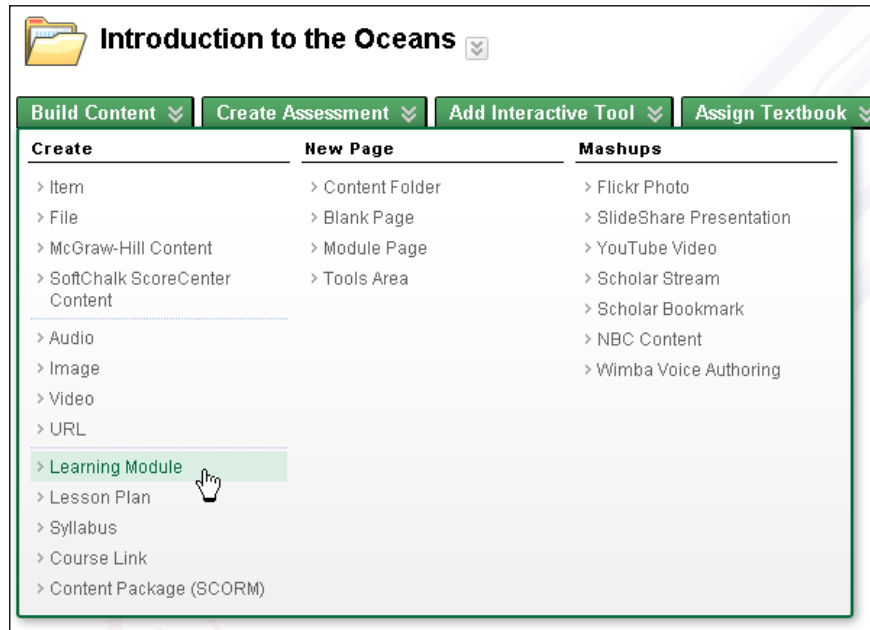 Introduction to the Oceans
Build Content
Create Assessment
Add Interactive Tool
Assign Textbook
Create
Item
File
McGraw-Hill Content
SoftChalk ScoreCenter
Content
Audio
Image
Video
URL
Learning Module
Lesson Plan
Syllabus
Course Link
Content Package (SCORM)
New Page
Content Folder
Blank Page
Module Page
Tools Area
Mashups
Flickr Photo
SlideShare Presentation
YouTube Video
Scholar Stream
Scholar Bookmark
NBC Content
Wimba Voice Authoring